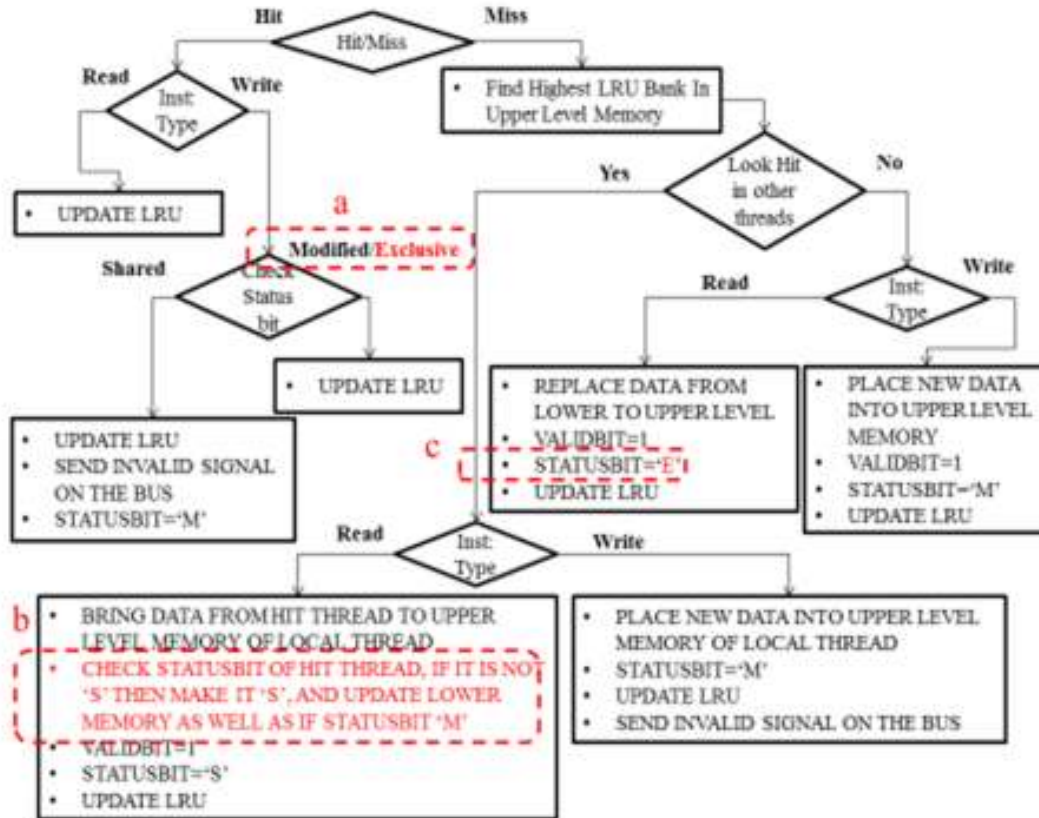 Hit
Miss
Hit/Miss
Read
Write
Inst:
Type
• Find Highest LRU Bank In
Upper Level Memory
Yes
Look Hit
in other
threads
No
• UPDATE LRU
a
Modified/Exclusive
Shared
Check
Status
bit
Read
Inst:
Type
Write
• UPDATE LRU
• UPDATE LRU
• SEND INVALID SIGNAL
ON THE BUS
• STATUSBIT='M'
c
• REPLACE DATA FROM
LOWER TO UPPER LEVEL
• VALIDBIT=1
• STATUSBIT='E'
• UPDATE LRU
• PLACE NEW DATA
INTO UPPER LEVEL
MEMORY
• VALIDBIT=1
• STATUSBIT='M'
• UPDATE LRU
Read
Inst:
Type
Write
b
• BRING DATA FROM HIT THREAD TO UPPER
LEVEL MEMORY OF LOCAL THREAD
• CHECK STATUSBIT OF HIT THREAD, IF IT IS NOT
'S' THEN MAKE IT 'S', AND UPDATE LOWER
MEMORY AS WELL AS IF STATUSBIT 'M'
• VALIDBIT=1
• STATUSBIT='S'
• UPDATE LRU
• PLACE NEW DATA INTO UPPER LEVEL
MEMORY OF LOCAL THREAD
• STATUSBIT='M'
• UPDATE LRU
• SEND INVALID SIGNAL ON THE BUS